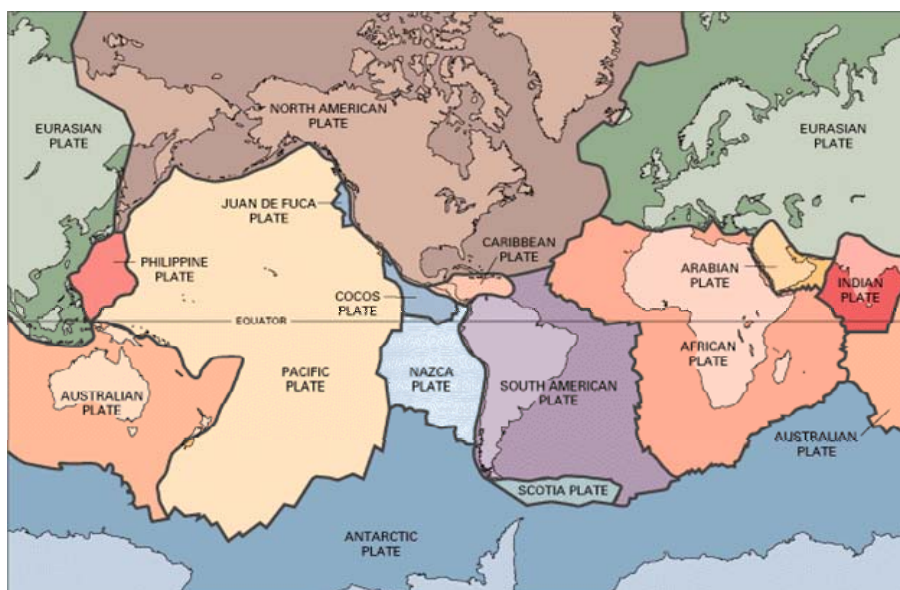 NORTH AMERICAN
PLATE
EURASIAN
PLATE
EURASIAN
PLATE
JUAN DE FUCA
PLATE
CARIBBEAN
PLATE
PHILIPPINE
PLATE
ARABIAN
PLATE
INDIAN
PLATE
COCOS
PLATE
EQUATOR
AFRICAN
PLATE
PACIFIC
PLATE
NAZCA
PLATE
SOUTH AMERICAN
PLATE
AUSTRALIAN
PLATE
AUSTRALIAN
PLATE
SCOTIA PLATE
ANTARCTIC
PLATE